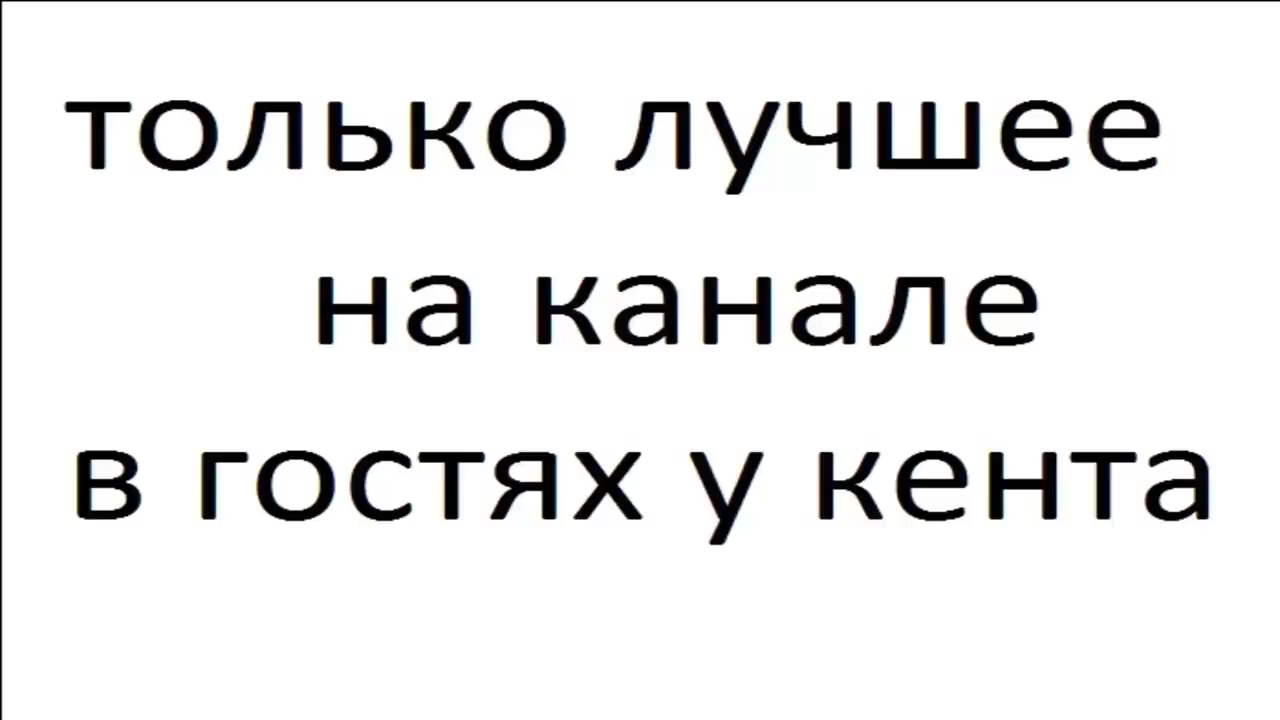 только лучшее
на канале
в гостях у кента